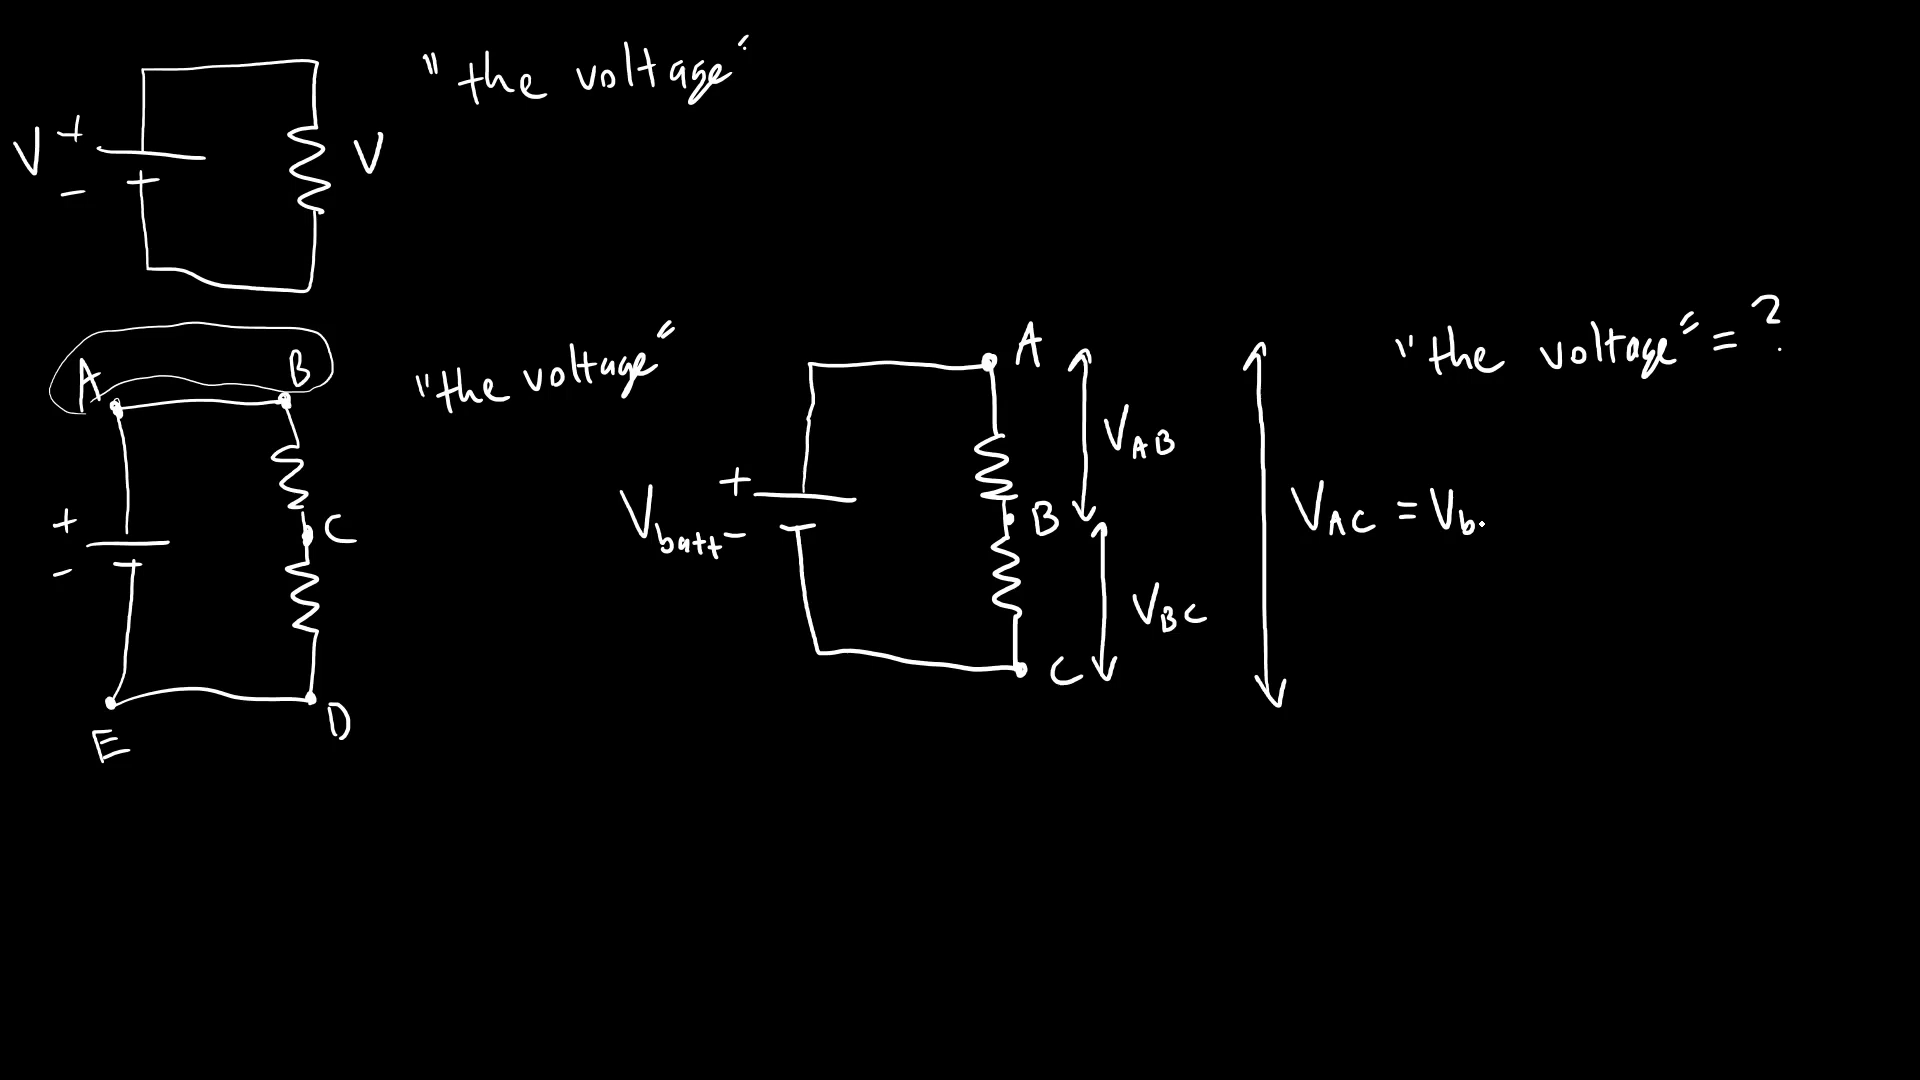 "the voltage"
V + - V
A B
"the voltage"
+ - C
E D
A
"the voltage" = ?
V_AB
V_batt + -
B
V_AC = V_b.
V_BC
C